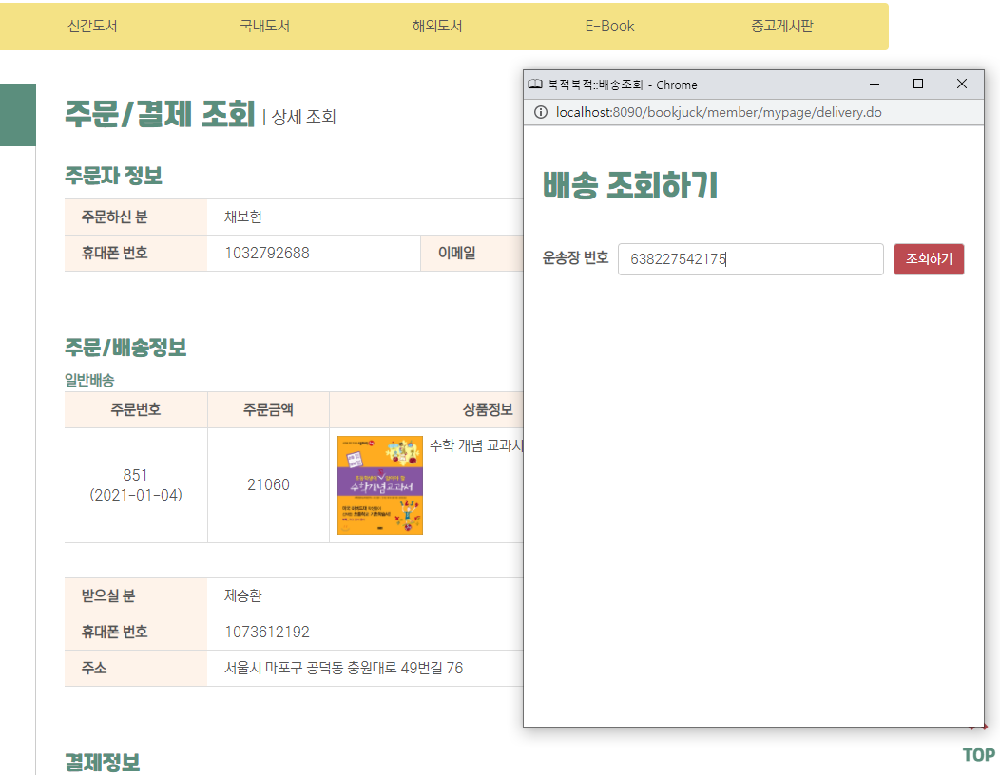 신간도서 국내도서 해외도서 E-Book 중고게시판
주문/결제 조회 | 상세 조회
주문자 정보
주문하신 분 채보현
휴대폰 번호 1032792688 이메일
주문/배송정보
일반배송
주문번호 주문금액 상품정보
851
(2021-01-04)
21060
수학 개념 교과서
수학개념교과서
받으실 분 제승환
휴대폰 번호 1073612192
주소 서울시 마포구 공덕동 충원대로 49번길 76
결제정보
북적북적::배송조회 - Chrome
localhost:8090/bookjuck/member/mypage/delivery.do
배송 조회하기
운송장 번호 638227542175 조회하기
TOP